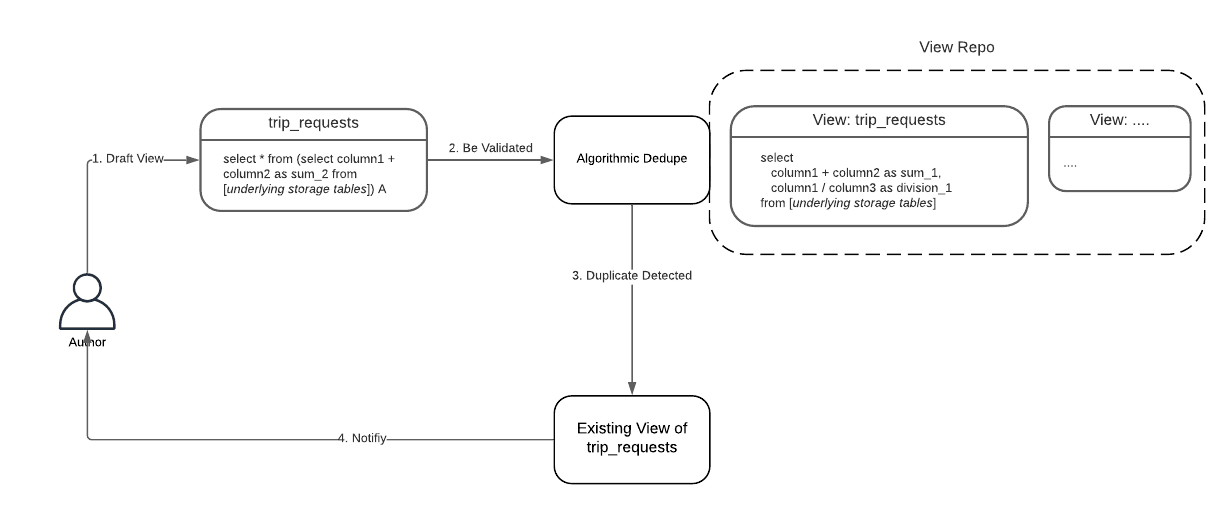 View Repo
trip_requests
select * from (select column1 +
column2 as sum_2 from
[underlying storage tables]) A
1. Draft View
2. Be Validated
Algorithmic Dedupe
View: trip_requests
select
column1 + column2 as sum_1,
column1 / column3 as division_1
from [underlying storage tables]
View: ....
....
3. Duplicate Detected
Author
Existing View of
trip_requests
4. Notifiy